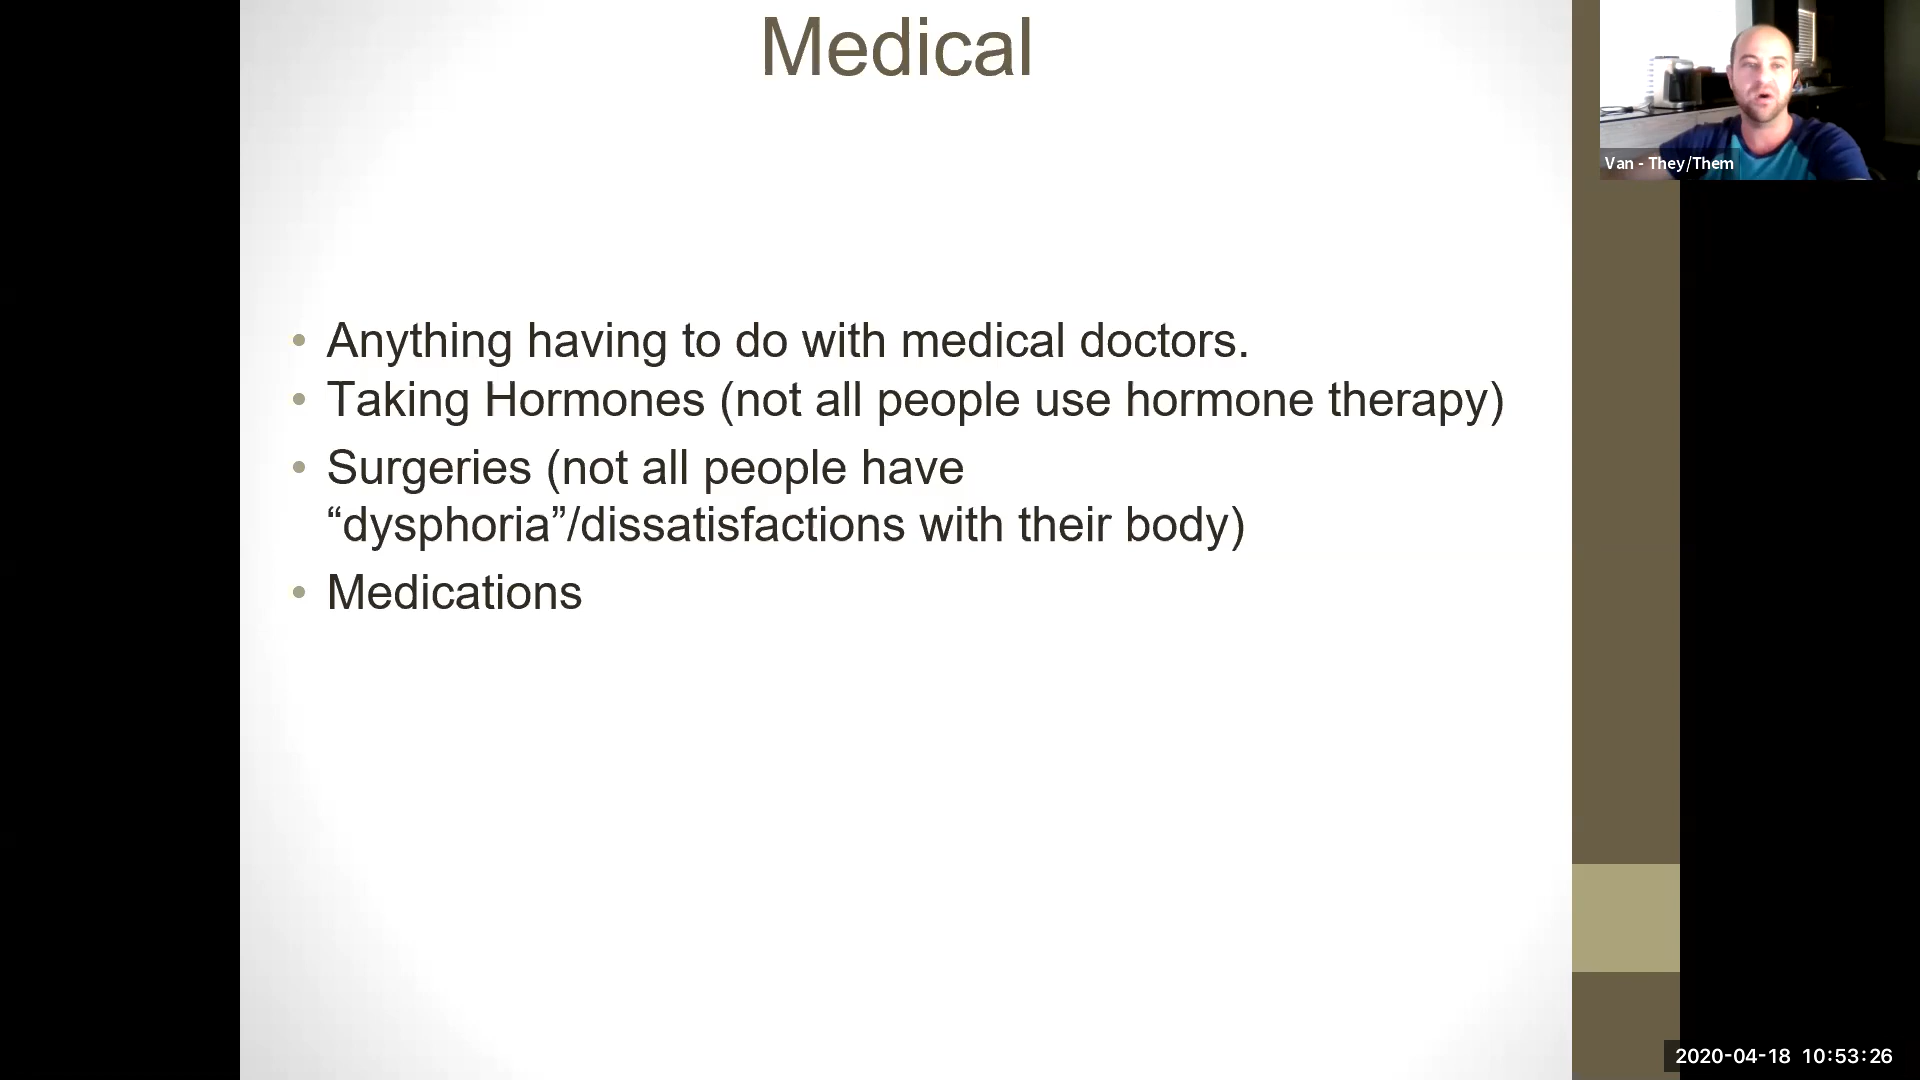 Medical
Van - They/Them
• Anything having to do with medical doctors.
• Taking Hormones (not all people use hormone therapy)
• Surgeries (not all people have
“dysphoria”/dissatisfactions with their body)
• Medications
2020-04-18 10:53:26